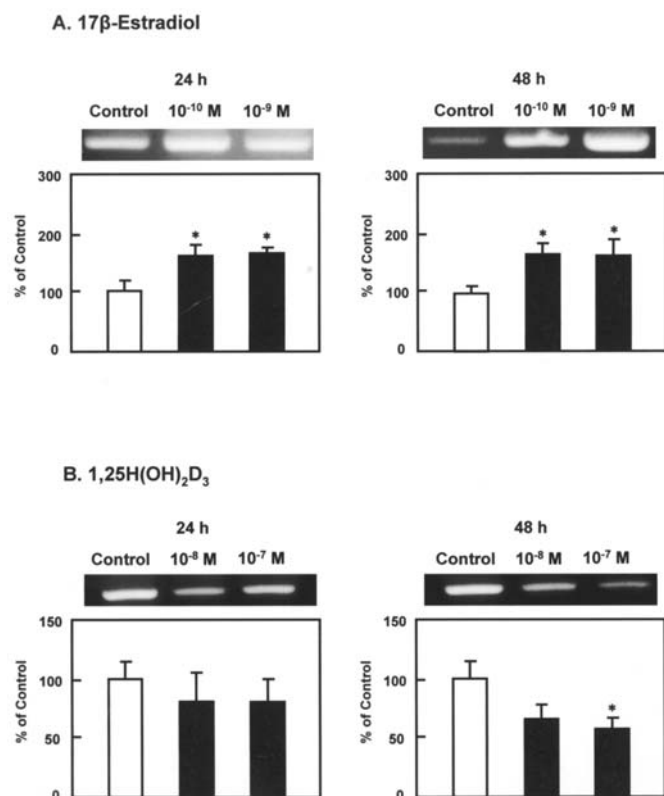 A. 17β-Estradiol
24 h
Control 10⁻¹⁰ M 10⁻⁹ M
300
200
100
0
% of Control
* *
48 h
Control 10⁻¹⁰ M 10⁻⁹ M
300
200
100
0
% of Control
* *
B. 1,25H(OH)₂D₃
24 h
Control 10⁻⁸ M 10⁻⁷ M
150
100
50
0
% of Control
48 h
Control 10⁻⁸ M 10⁻⁷ M
150
100
50
0
% of Control
*